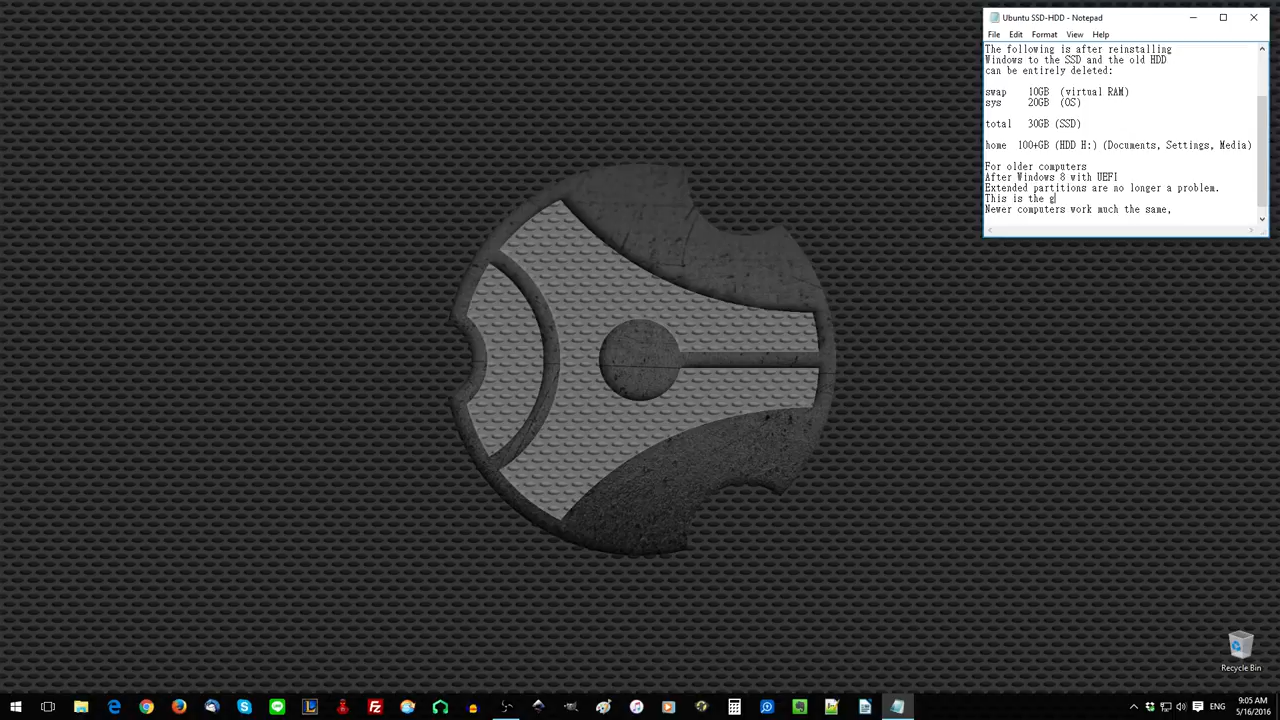 Ubuntu SSD-HDD - Notepad
File Edit Format View Help
The following is after reinstalling
Windows to the SSD and the old HDD
can be entirely deleted:
swap 10GB (virtual RAM)
sys 20GB (OS)
total 30GB (SSD)
home 100+GB (HDD H:) (Documents, Settings, Media)
For older computers
After Windows 8 with UEFI
Extended partitions are no longer a problem.
This is the g
Newer computers work much the same,
Recycle Bin
ENG
9:05 AM
5/16/2016